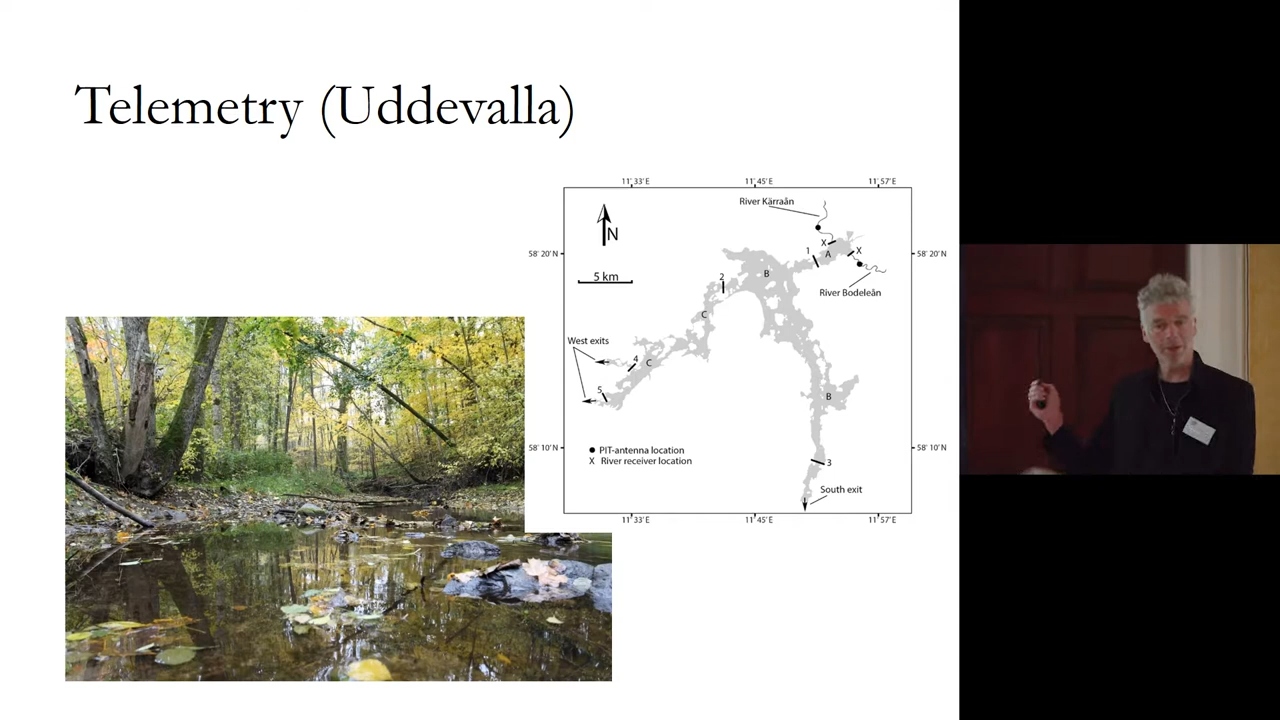 Telemetry (Uddevalla)
11° 33' E
11° 45' E
11° 57' E
River Kärraån
N
58° 20' N
58° 20' N
5 km
X
X
1
A
B
2
River Bodeleån
C
West exits
4
C
5
B
58° 10' N
58° 10' N
PIT-antenna location
X River receiver location
3
South exit
11° 33' E
11° 45' E
11° 57' E